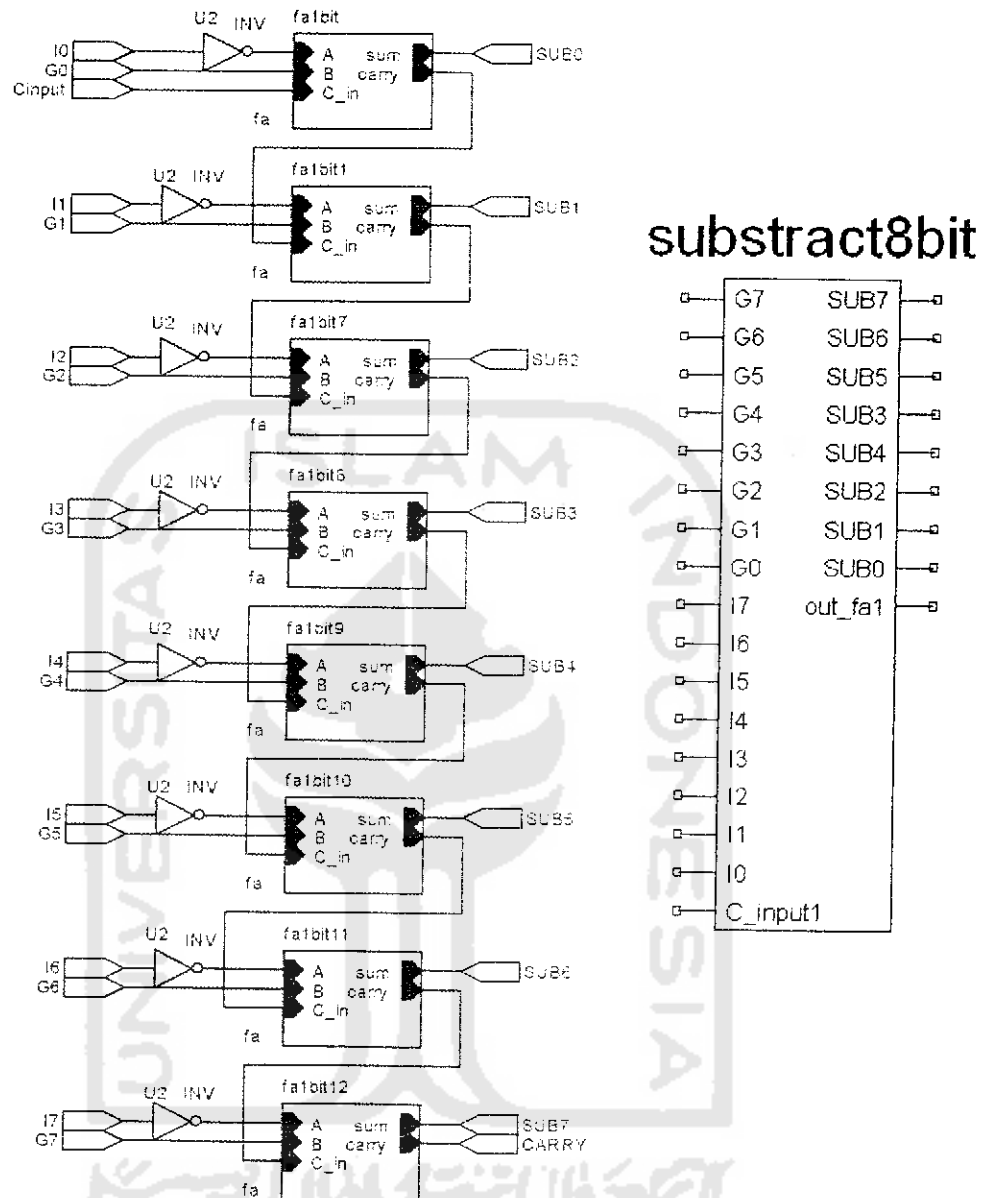 U2 INV fa1bit
I0
G0
Cinput
A sum
B carry
C_in
SUB0
fa
U2 INV fa1bit1
I1
G1
A sum
B carry
C_in
SUB1
fa
U2 INV fa1bit7
I2
G2
A sum
B carry
C_in
SUB2
fa
U2 INV fa1bit6
I3
G3
A sum
B carry
C_in
SUB3
fa
U2 INV fa1bit9
I4
G4
A sum
B carry
C_in
SUB4
fa
U2 INV fa1bit10
I5
G5
A sum
B carry
C_in
SUB5
fa
U2 INV fa1bit11
I6
G6
A sum
B carry
C_in
SUB6
fa
U2 INV fa1bit12
I7
G7
A sum
B carry
C_in
SUB7
CARRY
fa
substract8bit
G7 SUB7
G6 SUB6
G5 SUB5
G4 SUB3
G3 SUB4
G2 SUB2
G1 SUB1
G0 SUB0
I7 out_fa1
I6
I5
I4
I3
I2
I1
I0
C_input1
UNIVERSITAS ISLAM INDONESIA